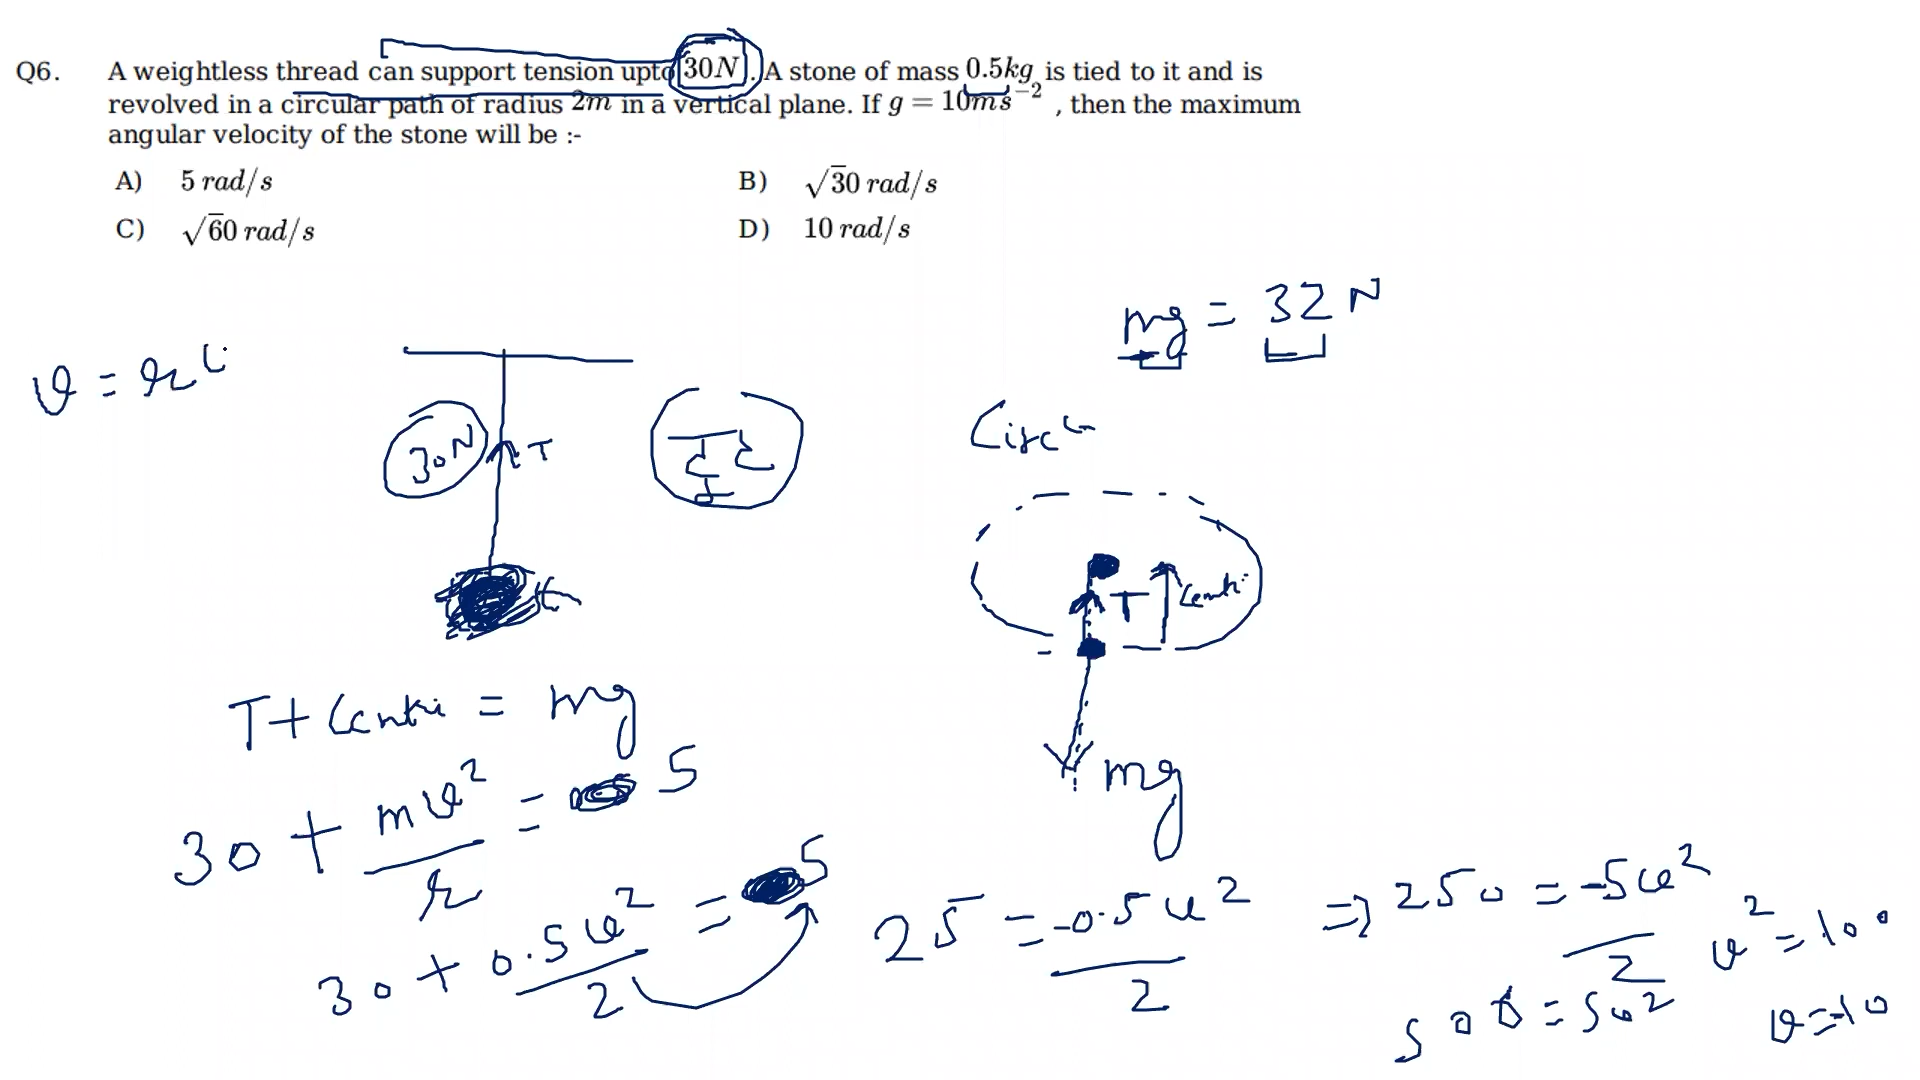 Q6. A weightless thread can support tension upto 30N . A stone of mass 0.5kg is tied to it and is
revolved in a circular path of radius 2m in a vertical plane. If g = 10ms⁻² , then the maximum
angular velocity of the stone will be :-
A) 5 rad/s B) √30 rad/s
C) √60 rad/s D) 10 rad/s
mg = 32 N
v = r
30N T
T Centri
mg
T + Centri = mg
30 + mv²/r = 5
30 + 0.5v²/2 = 5
25 = -0.5v²/2
⇒ 250 = -5v²/2
500 = 5v²
v² = 100
v = 10